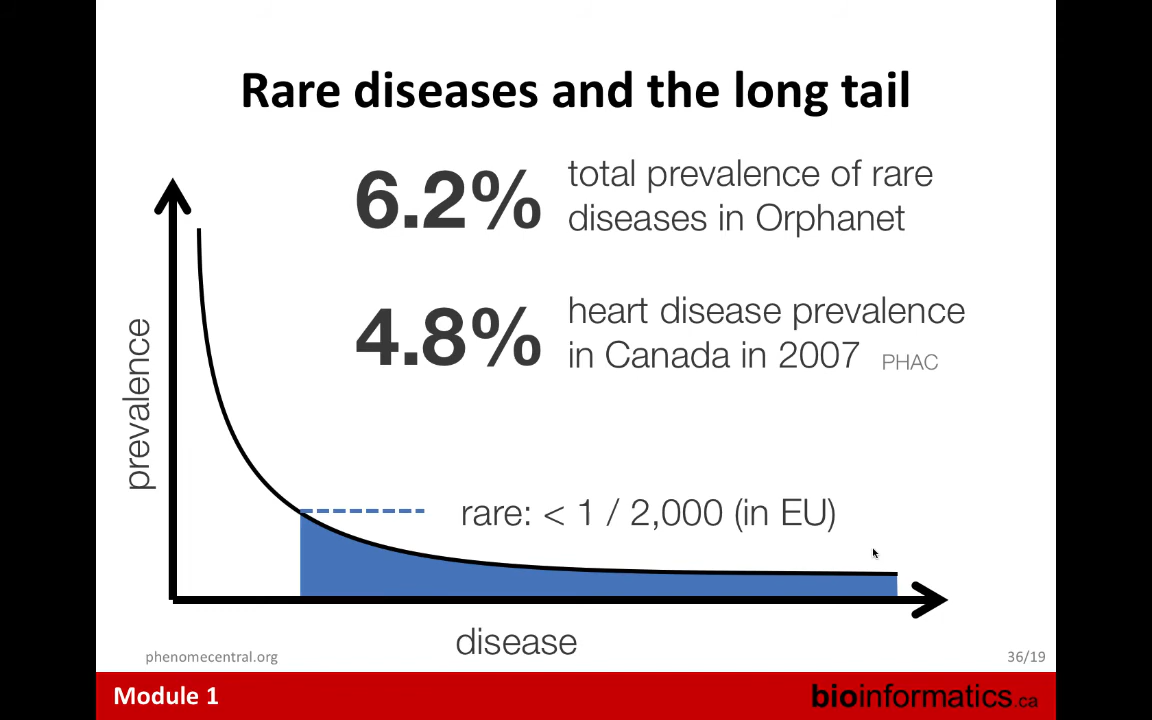 Rare diseases and the long tail
6.2%
total prevalence of rare
diseases in Orphanet
4.8%
heart disease prevalence
in Canada in 2007 PHAC
prevalence
rare: < 1 / 2,000 (in EU)
disease
phenomecentral.org
36/19
Module 1
bioinformatics.ca